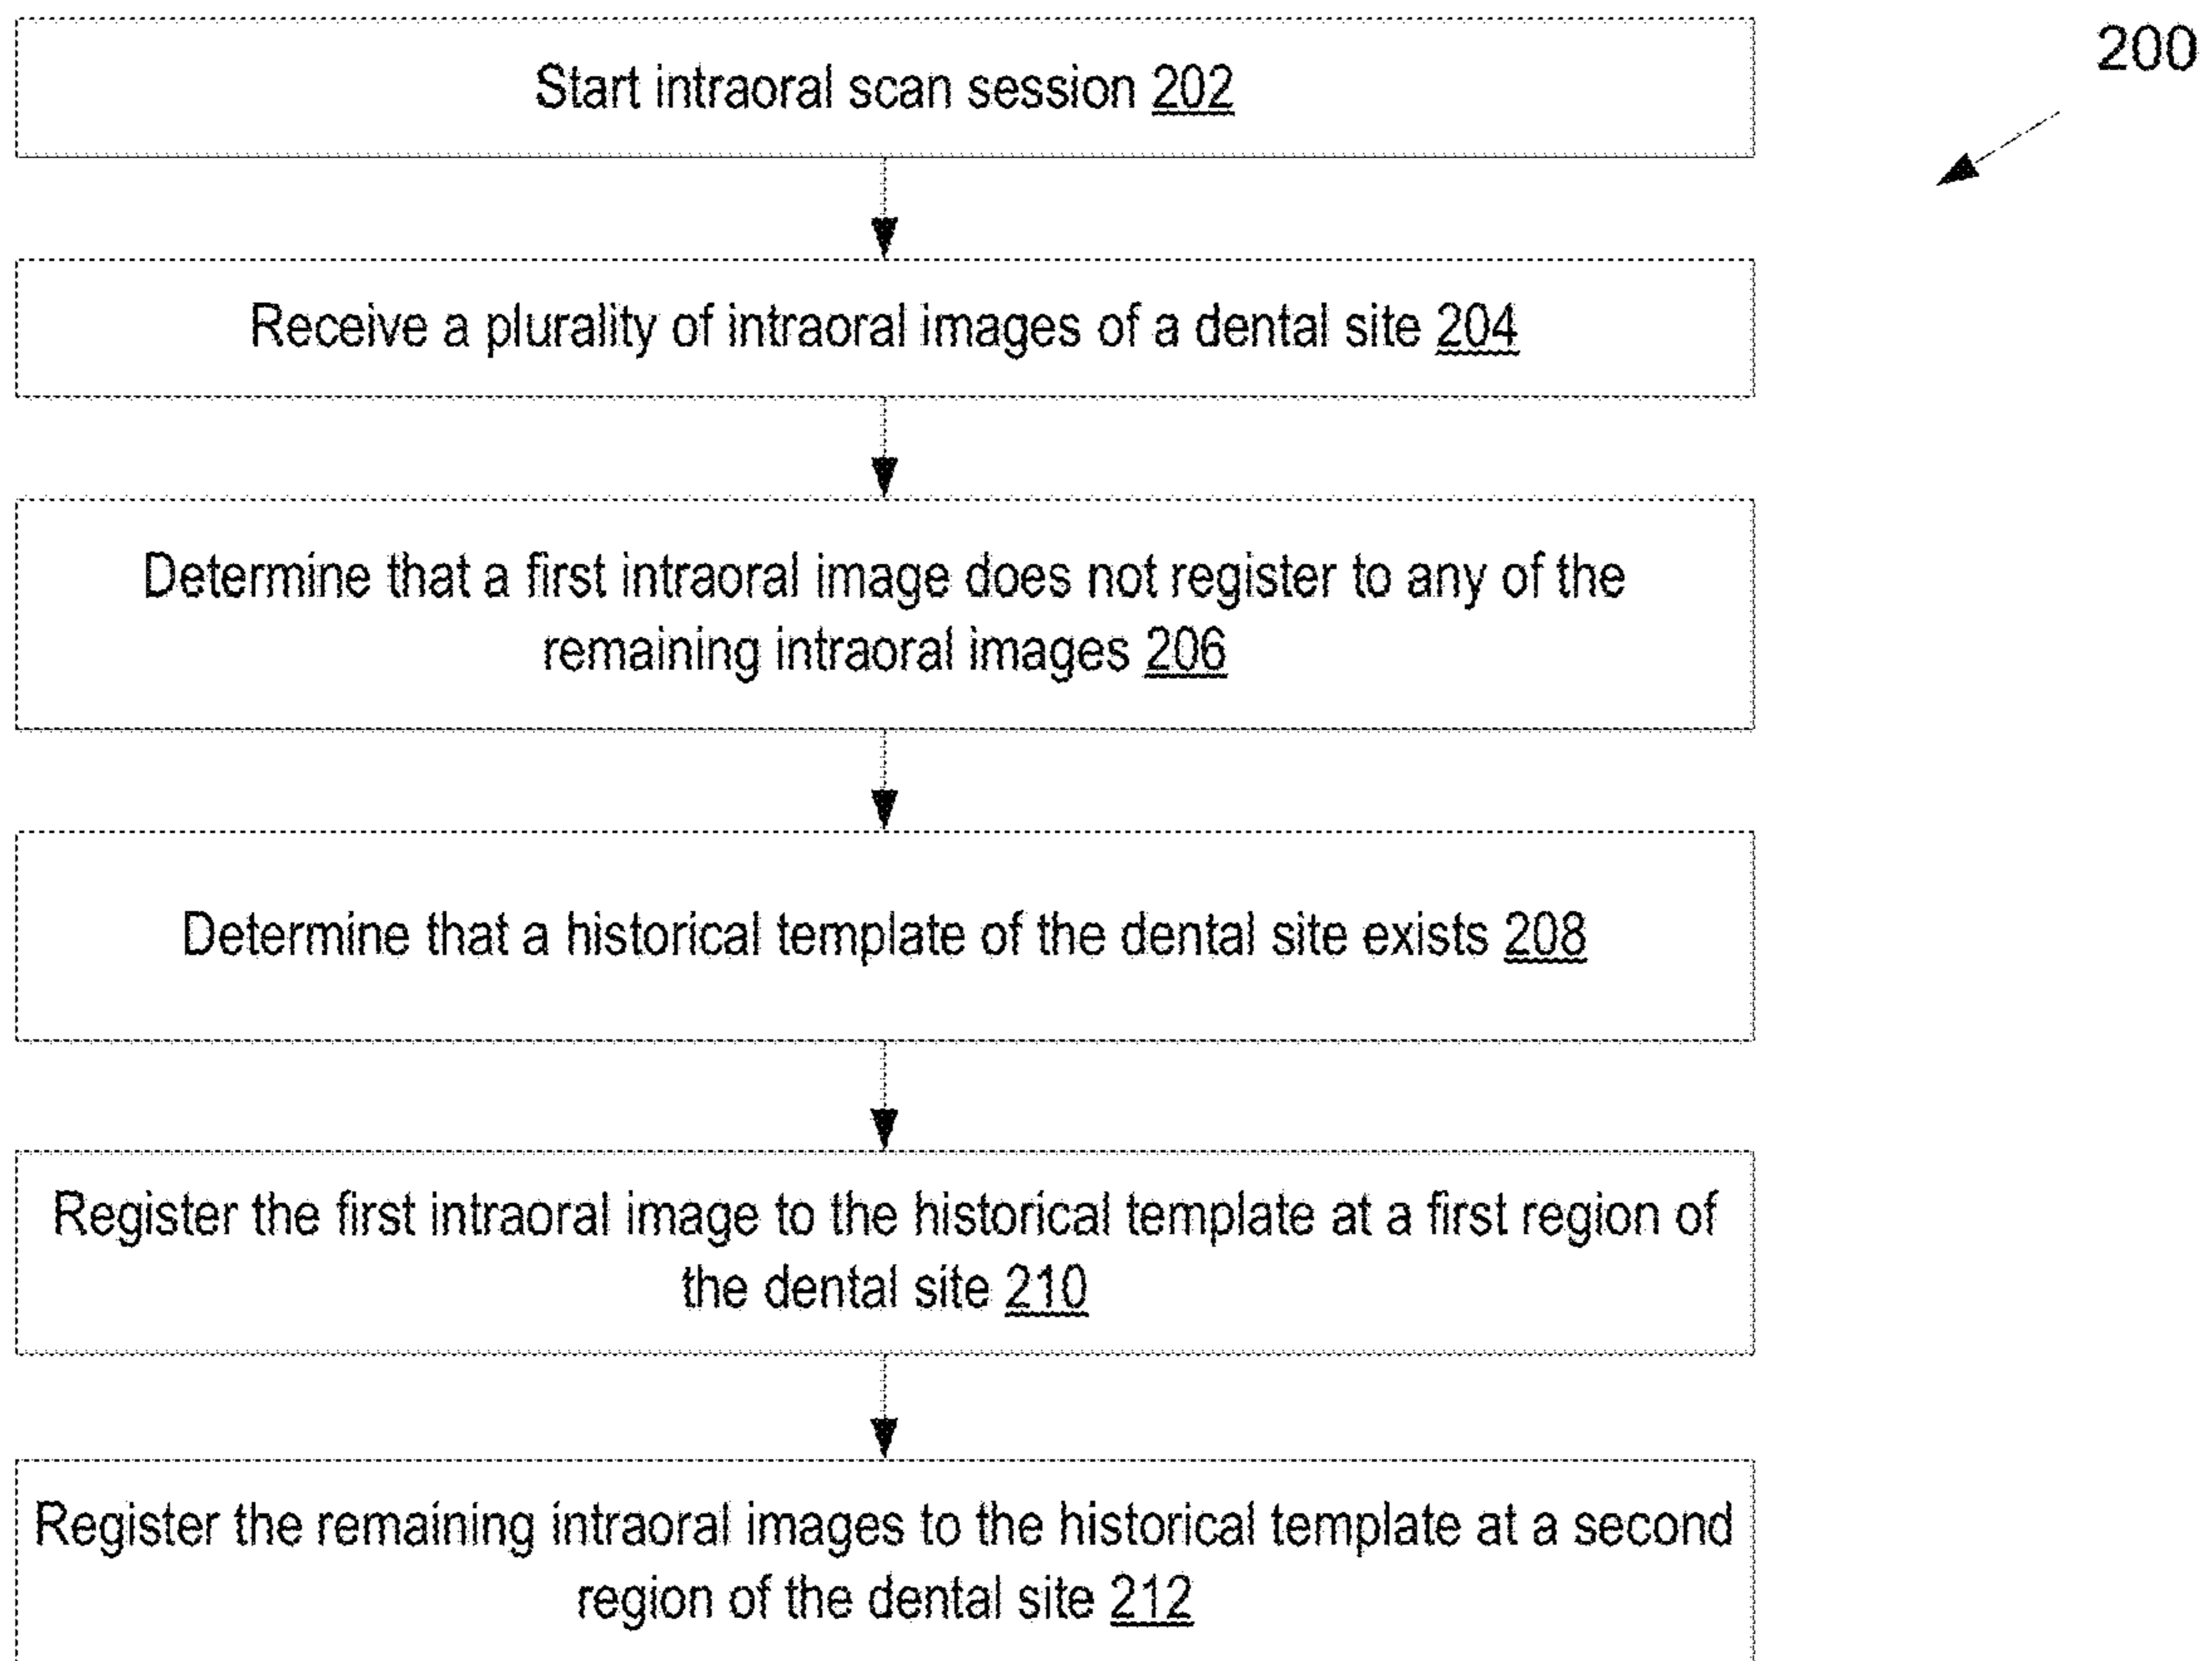 200
Start intraoral scan session 202
Receive a plurality of intraoral images of a dental site 204
Determine that a first intraoral image does not register to any of the
remaining intraoral images 206
Determine that a historical template of the dental site exists 208
Register the first intraoral image to the historical template at a first region of
the dental site 210
Register the remaining intraoral images to the historical template at a second
region of the dental site 212